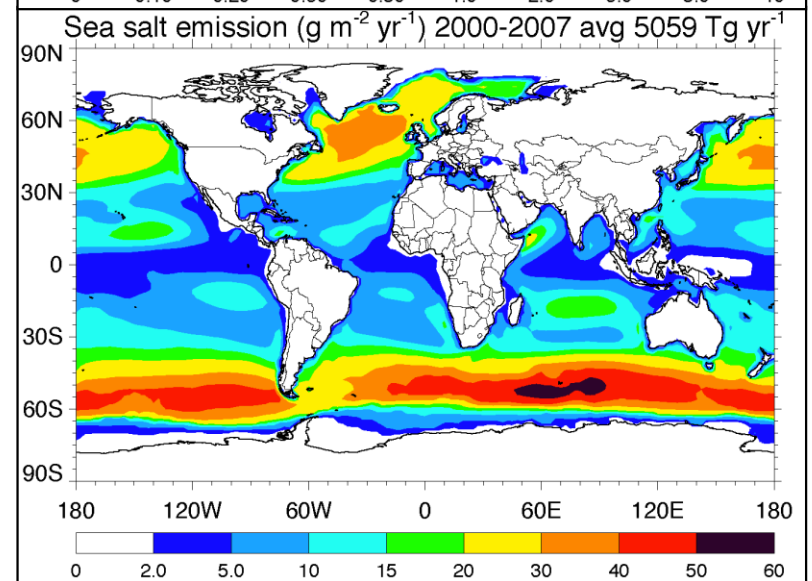 Sea salt emission (g m⁻² yr⁻¹) 2000-2007 avg 5059 Tg yr⁻¹
90N
60N
30N
0
30S
60S
90S
180 120W 60W 0 60E 120E 180
0 2.0 5.0 10 15 20 30 40 50 60